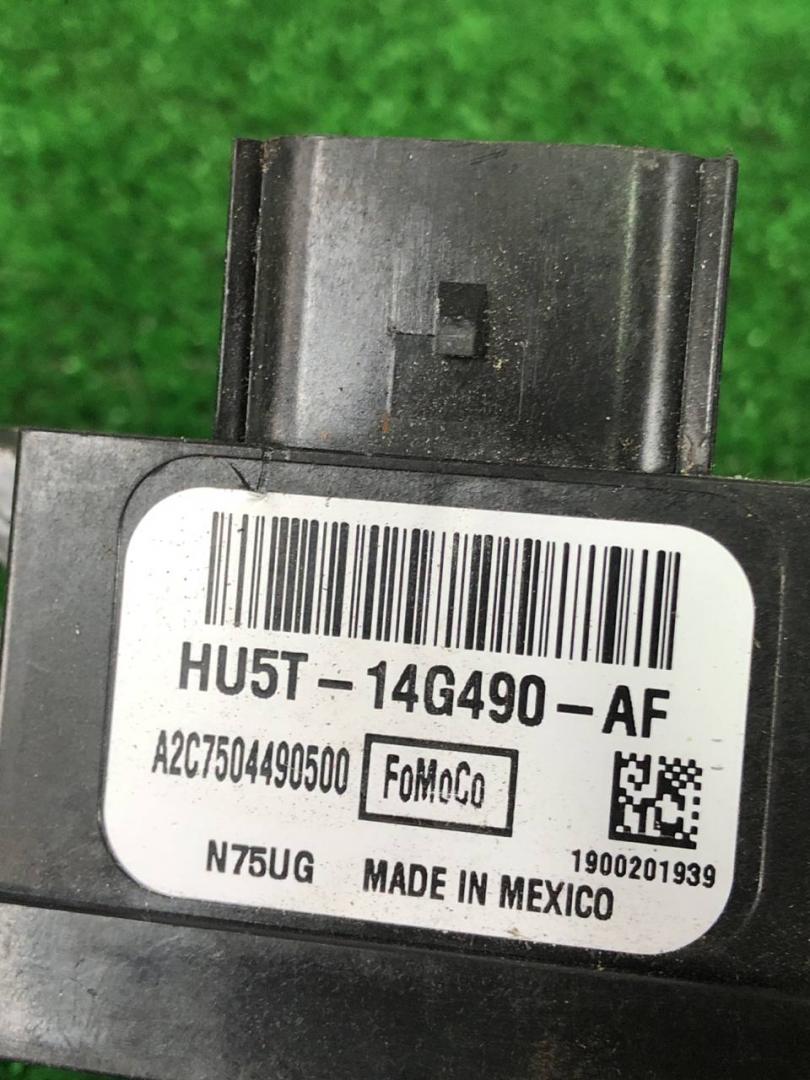 HU5T-14G490-AF
A2C7504490500 FoMoCo
1900201939
N75UG MADE IN MEXICO